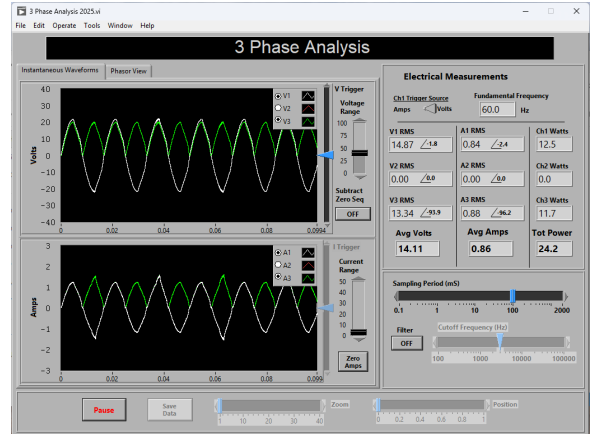 3 Phase Analysis 2025.vi
File Edit Operate Tools Window Help
3 Phase Analysis
Instantaneous Waveforms Phasor View
40
30
20
10
0
-10
-20
-30
-40
Volts
0 0.02 0.04 0.06 0.08 0.0994
V1
V2
V3
V Trigger
Voltage
Range
100
75
50
25
0
Subtract
Zero Seq
OFF
3
2
1
0
-1
-2
-3
Amps
0 0.02 0.04 0.06 0.08 0.099
A1
A2
A3
I Trigger
Current
Range
50
40
30
20
10
0
Zero
Amps
Electrical Measurements
Ch1 Trigger Source
Amps Volts
Fundamental Frequency
60.0 Hz
V1 RMS A1 RMS Ch1 Watts
14.87 ∠-1.8 0.84 ∠-2.4 12.5
V2 RMS A2 RMS Ch2 Watts
0.00 ∠0.0 0.00 ∠0.0 0.0
V3 RMS A3 RMS Ch3 Watts
13.34 ∠-93.9 0.88 ∠-96.2 11.7
Avg Volts Avg Amps Tot Power
14.11 0.86 24.2
Sampling Period (mS)
0.1 1 10 100 2000
Filter
OFF
Cutoff Frequency (Hz)
100 1000 10000 100000
Pause
Save
Data
Zoom
1 10 20 30 40
Position
0 0.2 0.4 0.6 0.8 1